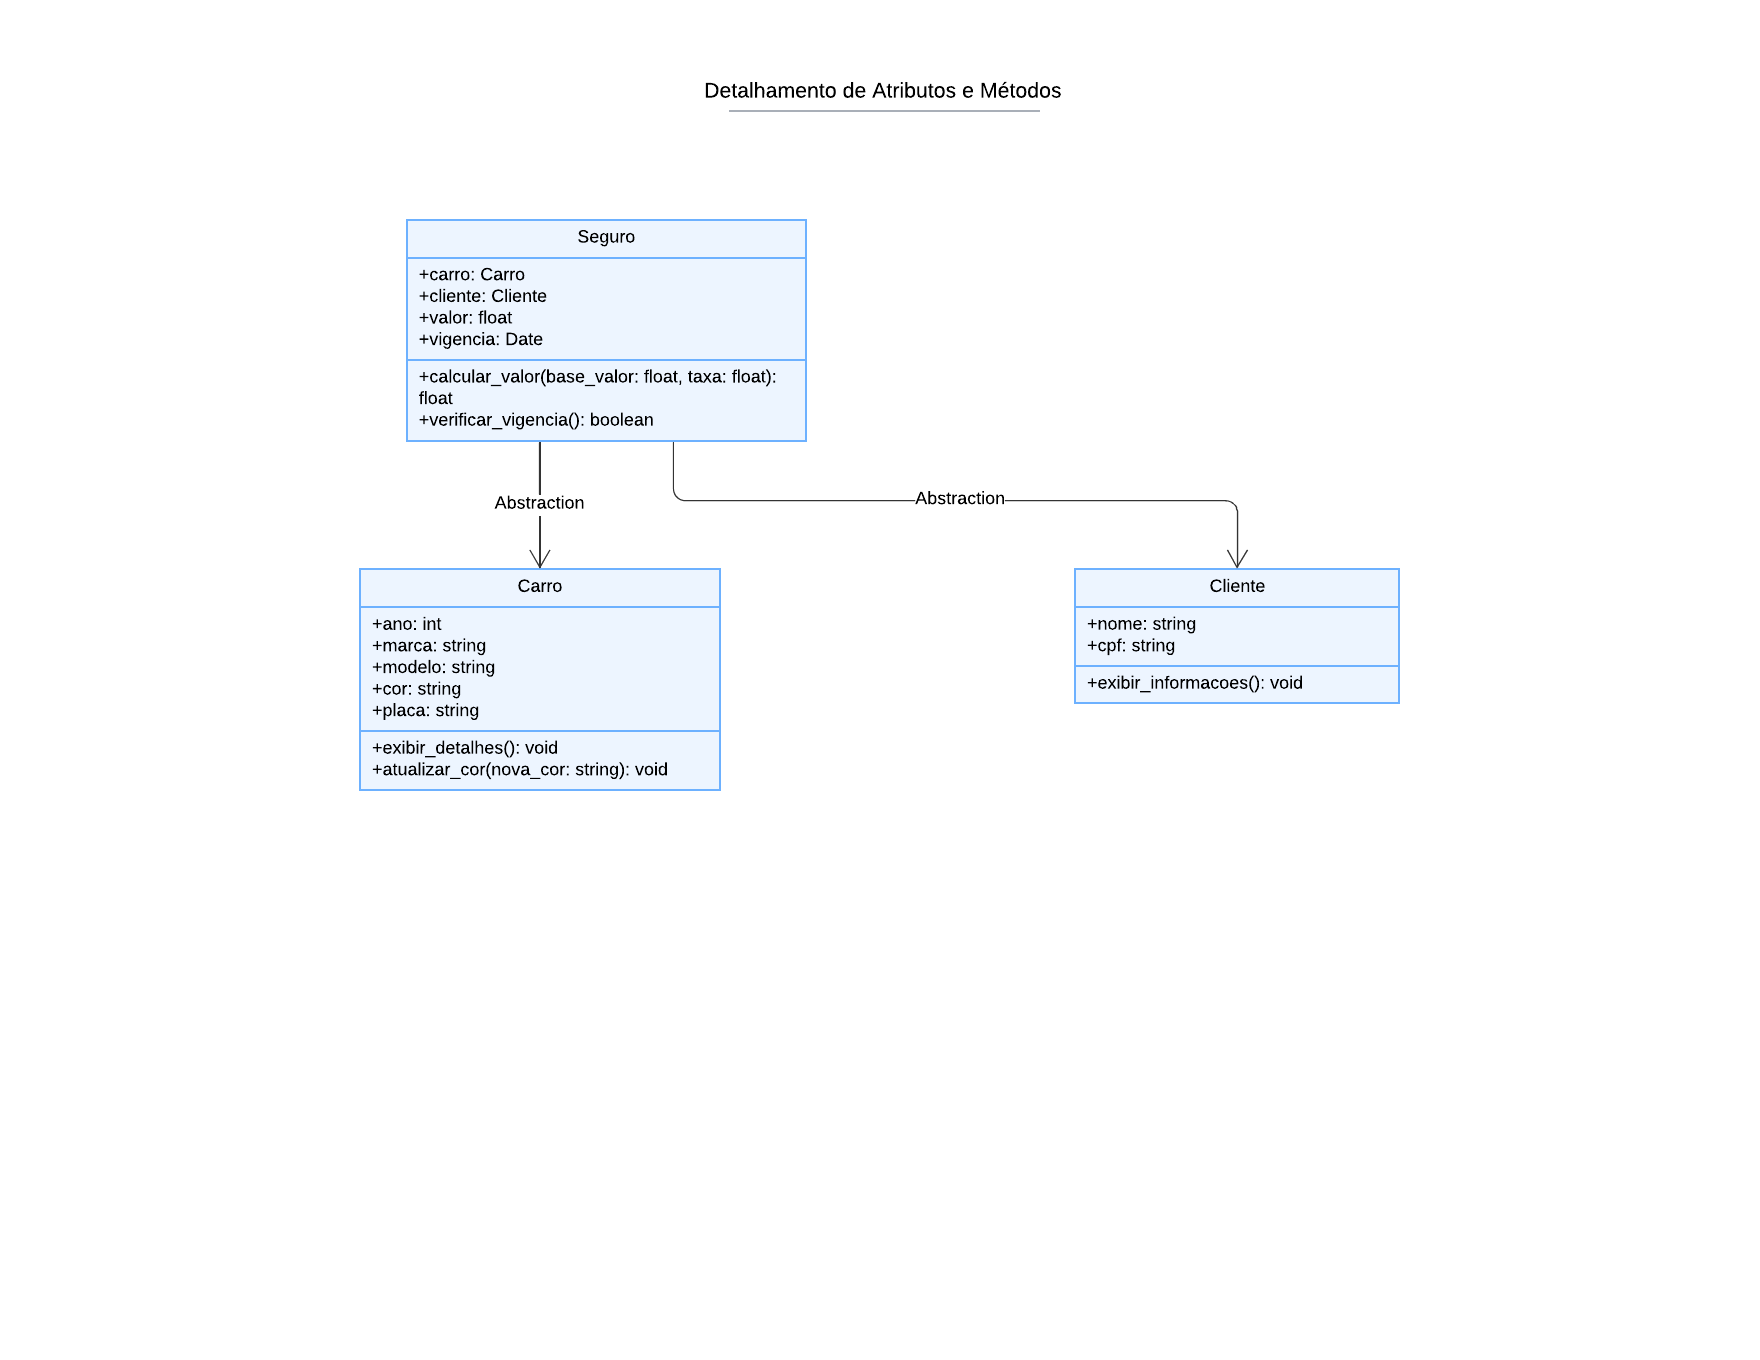 Detalhamento de Atributos e Métodos
Seguro
+carro: Carro
+cliente: Cliente
+valor: float
+vigencia: Date
+calcular_valor(base_valor: float, taxa: float):
float
+verificar_vigencia(): boolean
Abstraction
Abstraction
Carro
+ano: int
+marca: string
+modelo: string
+cor: string
+placa: string
+exibir_detalhes(): void
+atualizar_cor(nova_cor: string): void
Cliente
+nome: string
+cpf: string
+exibir_informacoes(): void